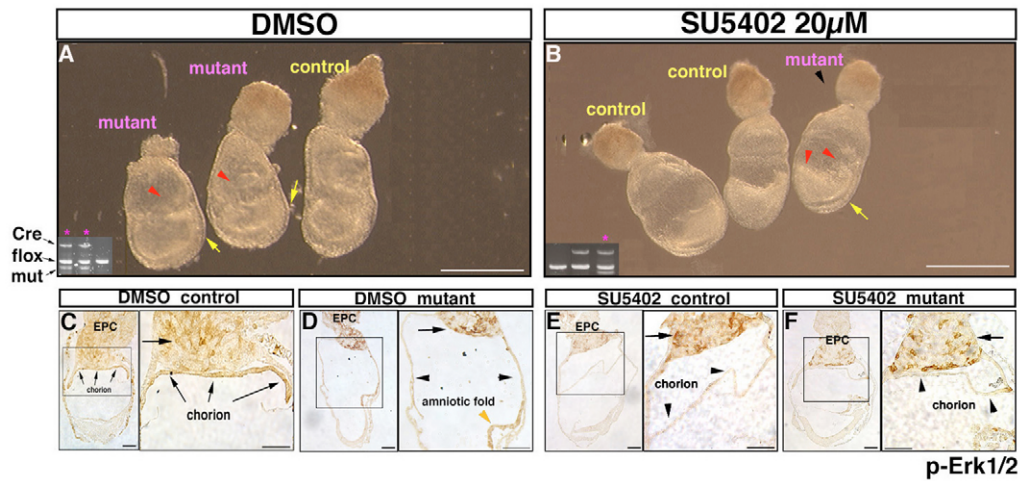 DMSO
SU5402 20µM
A
mutant
mutant
control
Cre
flox
mut
*
*
B
control
control
mutant
*
DMSO control
DMSO mutant
SU5402 control
SU5402 mutant
C
EPC
chorion
chorion
D
amniotic fold
E
EPC
chorion
F
EPC
chorion
p-Erk1/2